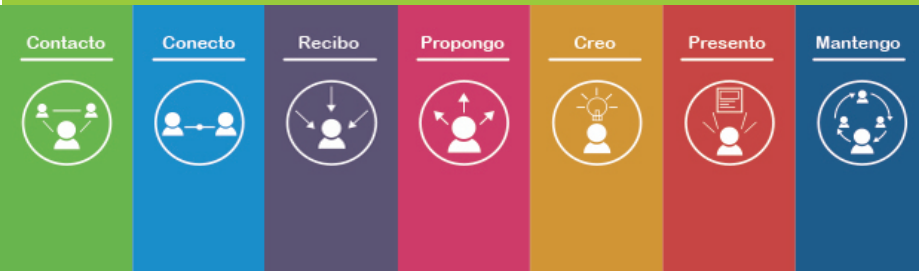 Contacto
Conecto
Recibo
Propongo
Creo
Presento
Mantengo